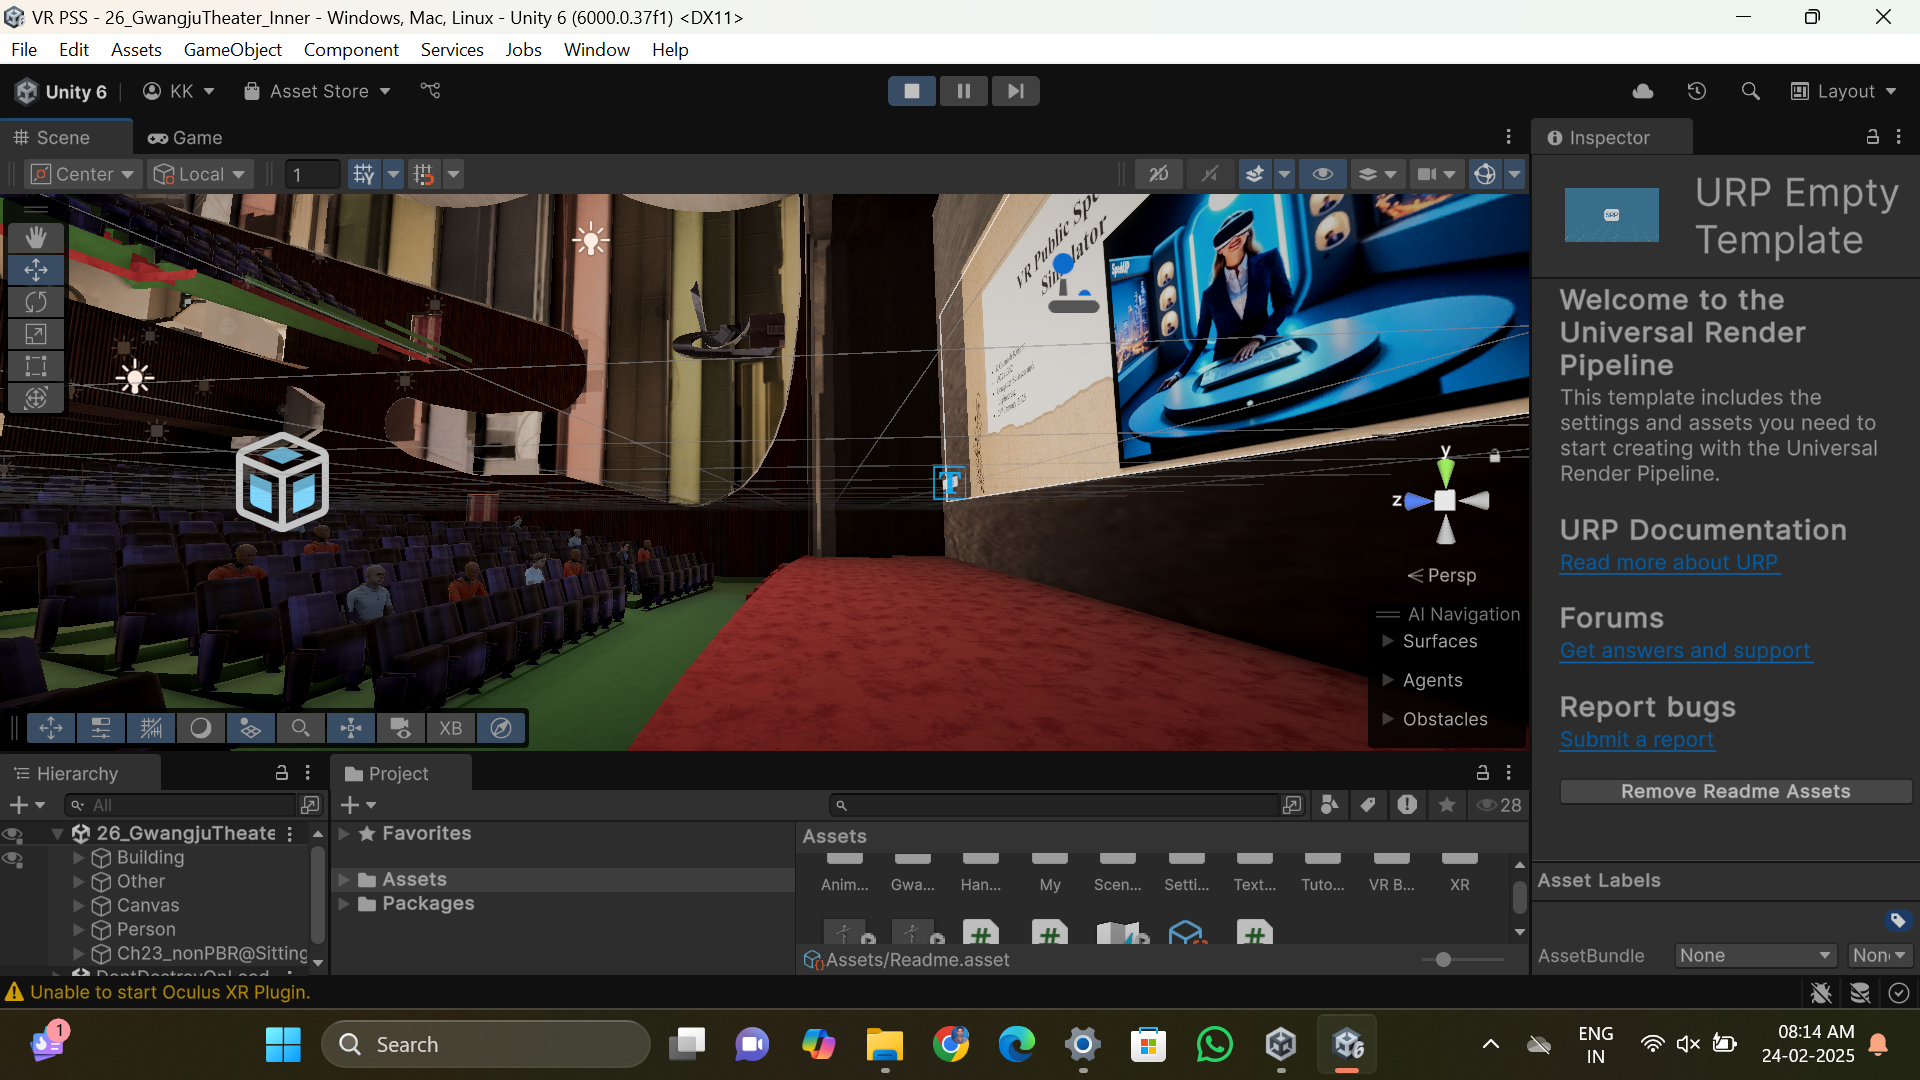 VR PSS - 26_GwangjuTheater_Inner - Windows, Mac, Linux - Unity 6 (6000.0.37f1) <DX11>
File Edit Assets GameObject Component Services Jobs Window Help
Unity 6 KK Asset Store Layout
Scene Game
Inspector
Center Local 1
2D
URP Empty
Template
SRP
VR Public
SpeakUP
Welcome to the
Universal Render
Pipeline
This template includes the
settings and assets you need to
start creating with the Universal
Render Pipeline.
y
z
Persp
URP Documentation
Read more about URP
AI Navigation
Surfaces
Agents
Obstacles
Forums
Get answers and support
Report bugs
Submit a report
Remove Readme Assets
XB
Hierarchy
All
26_GwangjuTheate
Building
Other
Canvas
Person
Ch23_nonPBR@Sitting
DontDestroyOnLoad
Project
28
Favorites
Assets
Packages
Assets
Anim... Gwa... Han... My Scen... Setti... Text... Tuto... VR B... XR
Assets/Readme.asset
Asset Labels
AssetBundle None Non
Unable to start Oculus XR Plugin.
1
Search
6
ENG
IN
08:14 AM
24-02-2025